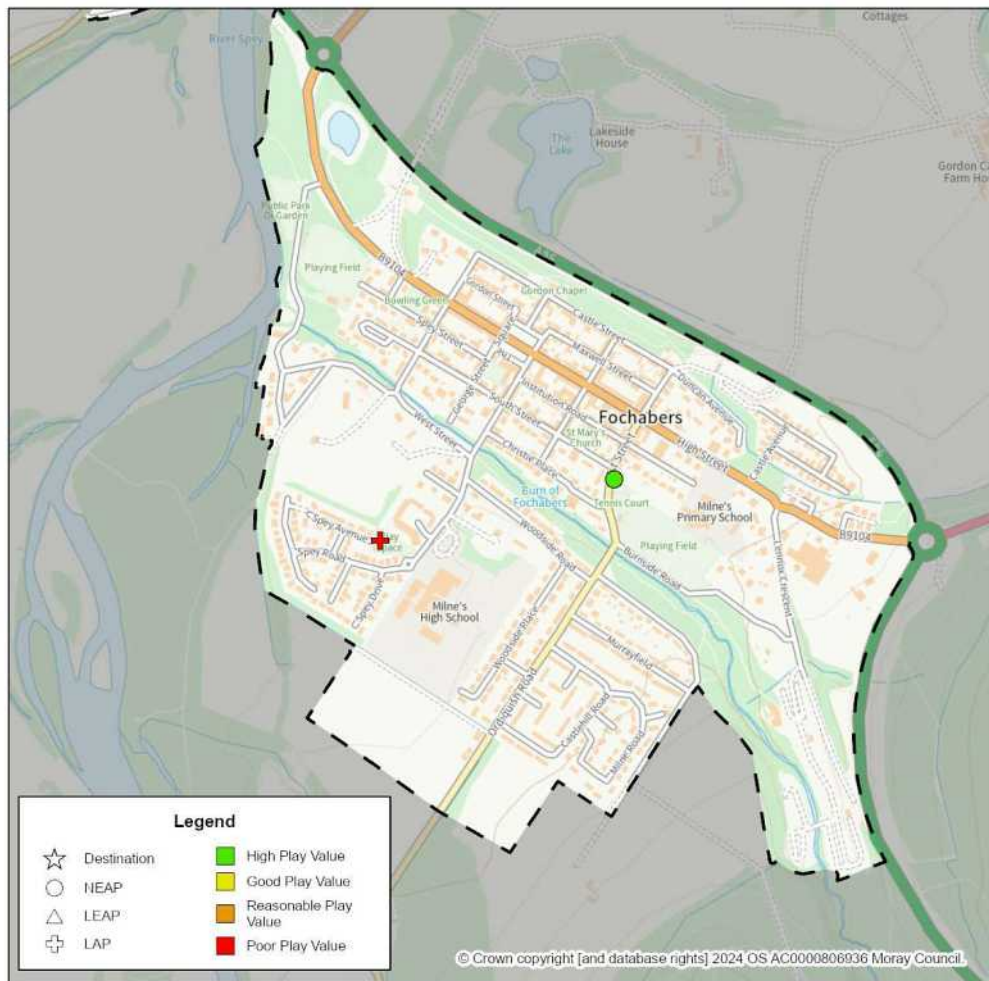 Cottages
River Spey
The
Lake
Lakeside
House
Farm
Public Park
Garden
Playing Field
B9104
Bowling Green
Gordon Street
Gordon Chapel
Castle Street
Spey Street
Square
The
Maxwell Street
George Street
Institution Road
South Street
Duncan Avenue
Fochabers
West Street
Christie Place
St Mary's
Church
Street
High Street
Castle Avenue
Burn of
Fochabers
Tennis Court
Milne's
Primary School
B9104
Spey Avenue
Spey Road
Woodside Road
Playing Field
Burnside Road
Lennox Crescent
Spey Drive
Milne's
High School
Woodside Place
Murrayfield
Ordiquish Road
Castlehill Road
Milne Road
Legend
Destination
NEAP
LEAP
LAP
High Play Value
Good Play Value
Reasonable Play
Value
Poor Play Value
© Crown copyright [and database rights] 2024 OS AC0000806936 Moray Council.